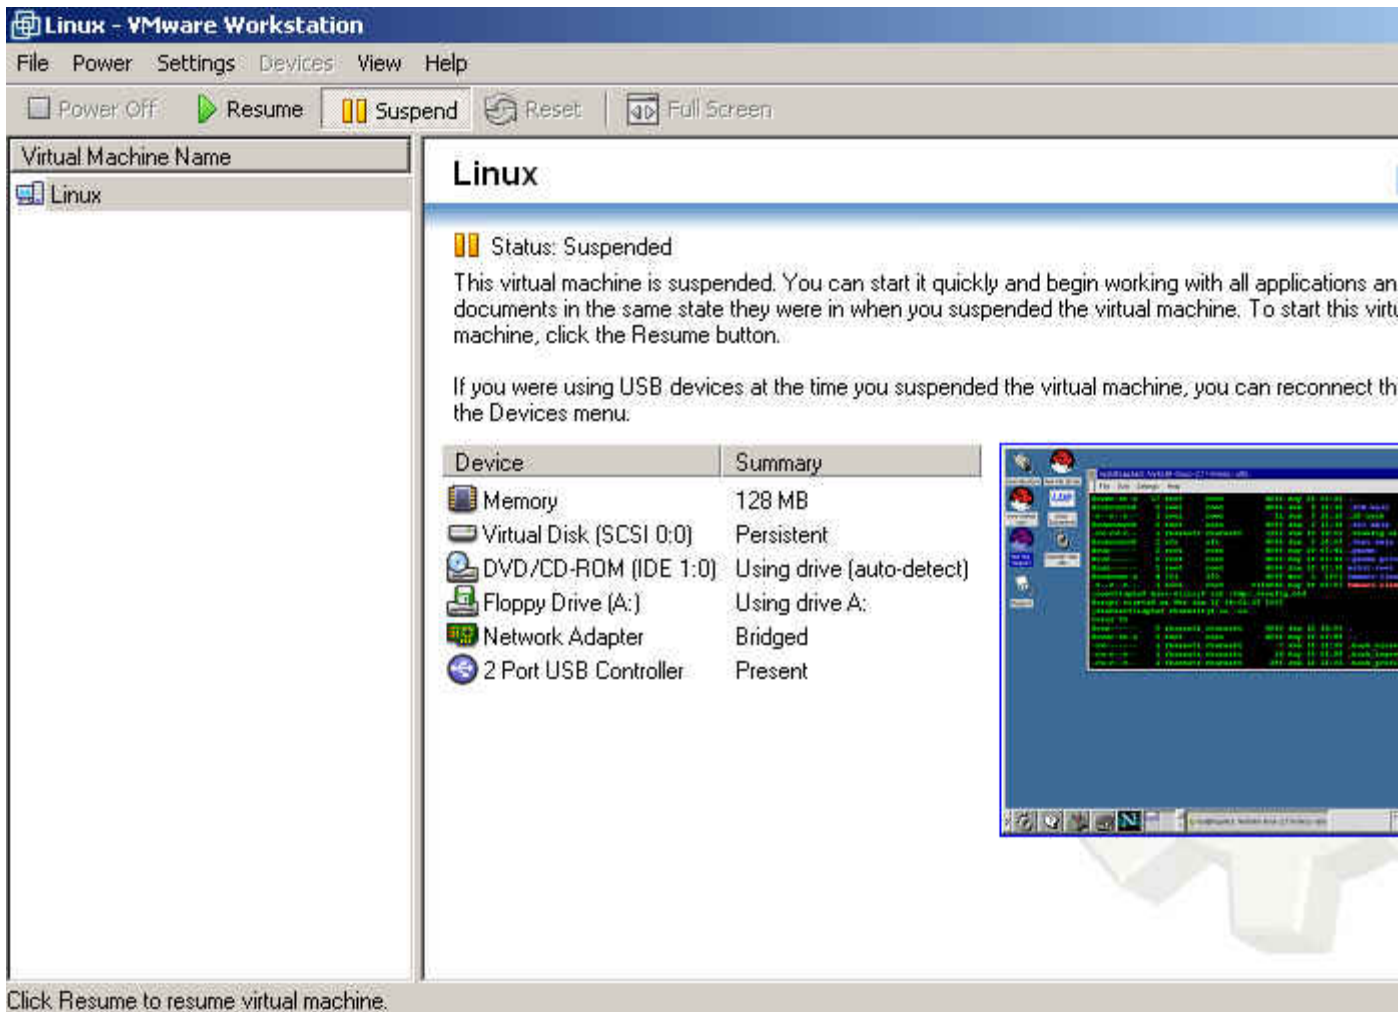 Linux - VMware Workstation
File Power Settings Devices View Help
Power Off Resume Suspend Reset Full Screen
Virtual Machine Name
Linux
Linux
Status: Suspended
This virtual machine is suspended. You can start it quickly and begin working with all applications an
documents in the same state they were in when you suspended the virtual machine. To start this virtu
machine, click the Resume button.
If you were using USB devices at the time you suspended the virtual machine, you can reconnect th
the Devices menu.
Device Summary
Memory 128 MB
Virtual Disk (SCSI 0:0) Persistent
DVD/CD-ROM (IDE 1:0) Using drive (auto-detect)
Floppy Drive (A:) Using drive A:
Network Adapter Bridged
2 Port USB Controller Present
Click Resume to resume virtual machine.